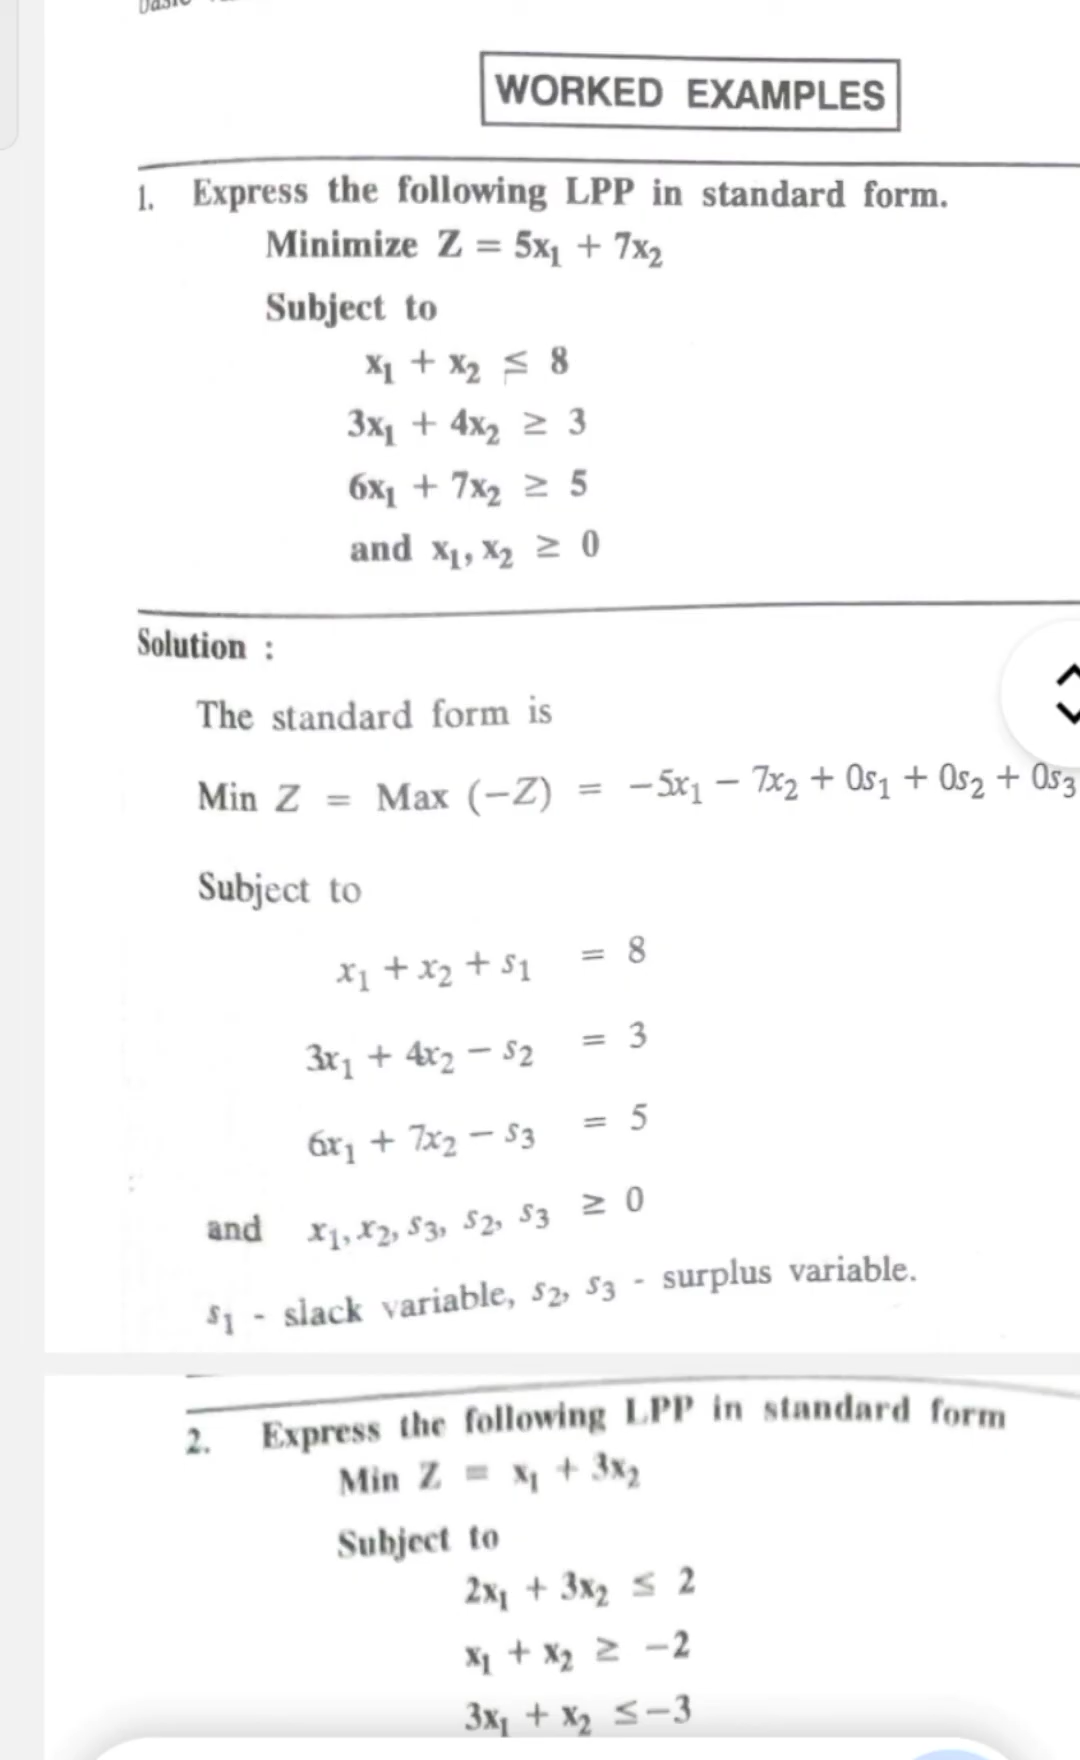 WORKED EXAMPLES
1. Express the following LPP in standard form.
Minimize Z = 5x₁ + 7x₂
Subject to
x₁ + x₂ ≤ 8
3x₁ + 4x₂ ≥ 3
6x₁ + 7x₂ ≥ 5
and x₁, x₂ ≥ 0
Solution :
The standard form is
Min Z = Max (−Z) = −5x₁ − 7x₂ + 0s₁ + 0s₂ + 0s₃
Subject to
x₁ + x₂ + s₁ = 8
3x₁ + 4x₂ − s₂ = 3
6x₁ + 7x₂ − s₃ = 5
and x₁, x₂, s₃, s₂, s₃ ≥ 0
s₁ - slack variable, s₂, s₃ - surplus variable.
2. Express the following LPP in standard form
Min Z = x₁ + 3x₂
Subject to
2x₁ + 3x₂ ≤ 2
x₁ + x₂ ≥ −2
3x₁ + x₂ ≤ −3